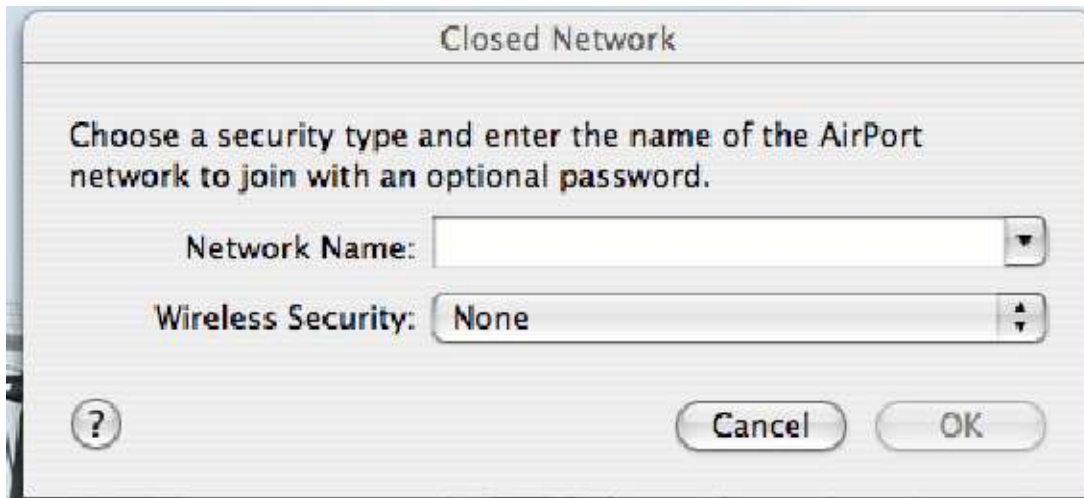 Closed Network
Choose a security type and enter the name of the AirPort
network to join with an optional password.
Network Name:
Wireless Security: None
? Cancel OK